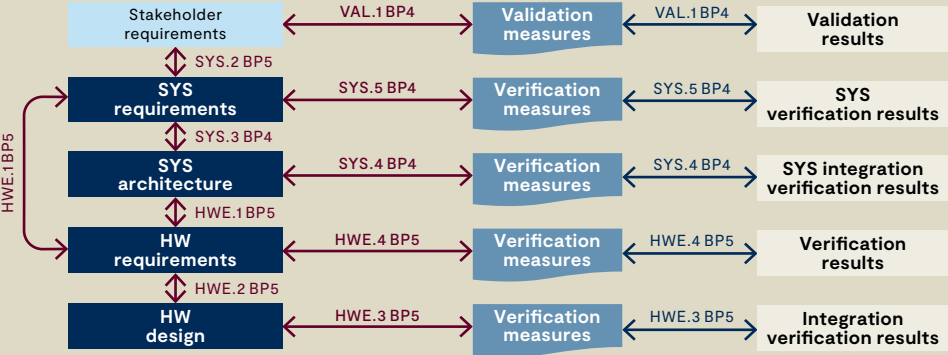 Stakeholder
requirements
VAL.1 BP4
Validation
measures
VAL.1 BP4
Validation
results
SYS.2 BP5
SYS
requirements
SYS.5 BP4
Verification
measures
SYS.5 BP4
SYS
verification results
HWE.1 BP5
SYS.3 BP4
SYS
architecture
SYS.4 BP4
Verification
measures
SYS.4 BP4
SYS integration
verification results
HWE.1 BP5
HW
requirements
HWE.4 BP5
Verification
measures
HWE.4 BP5
Verification
results
HWE.2 BP5
HW
design
HWE.3 BP5
Verification
measures
HWE.3 BP5
Integration
verification results